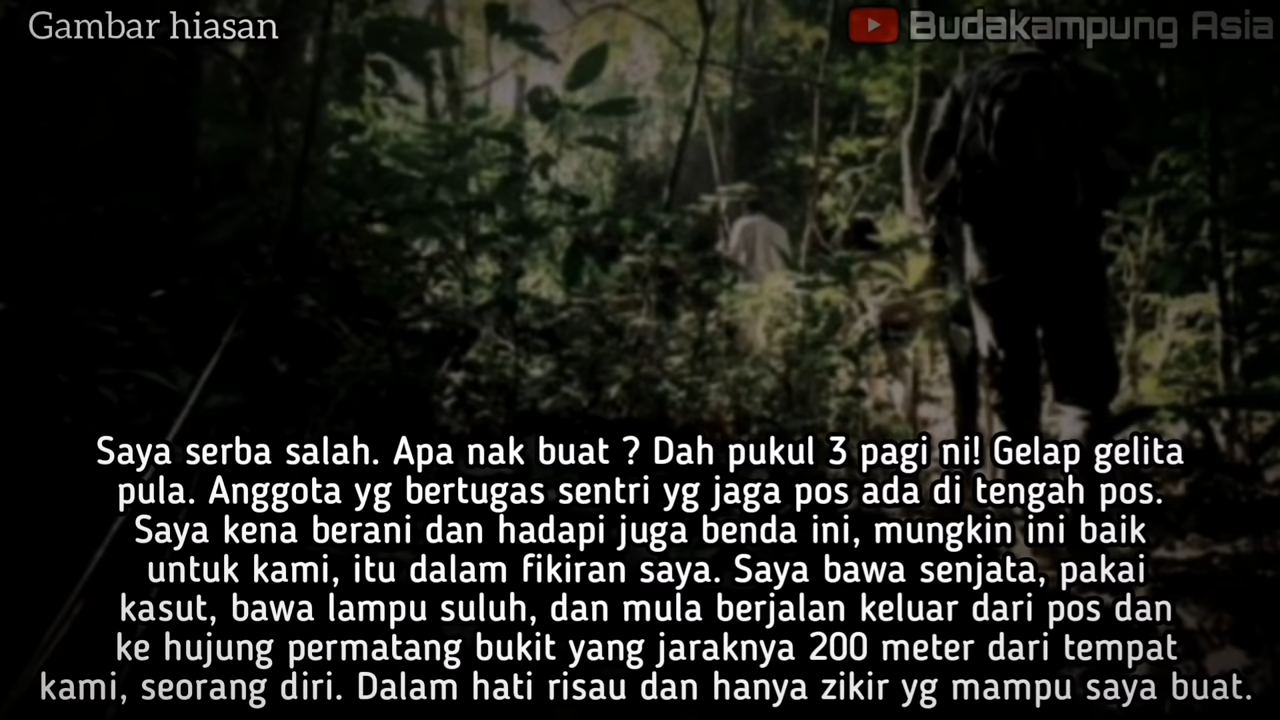 Gambar hiasan
Budakampung Asia
Saya serba salah. Apa nak buat ? Dah pukul 3 pagi ni! Gelap gelita
pula. Anggota yg bertugas sentri yg jaga pos ada di tengah pos.
Saya kena berani dan hadapi juga benda ini, mungkin ini baik
untuk kami, itu dalam fikiran saya. Saya bawa senjata, pakai
kasut, bawa lampu suluh, dan mula berjalan keluar dari pos dan
ke hujung permatang bukit yang jaraknya 200 meter dari tempat
kami, seorang diri. Dalam hati risau dan hanya zikir yg mampu saya buat.